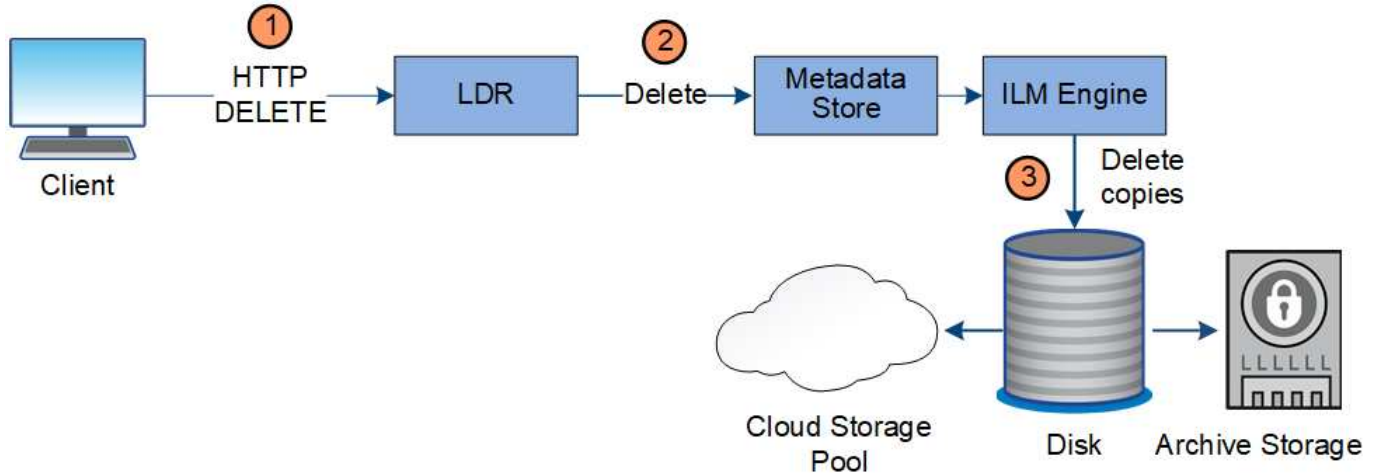 1
HTTP
DELETE
LDR
2
Delete
Metadata
Store
ILM Engine
3
Delete
copies
Client
LLLLLL
Cloud Storage
Pool
Disk
Archive Storage